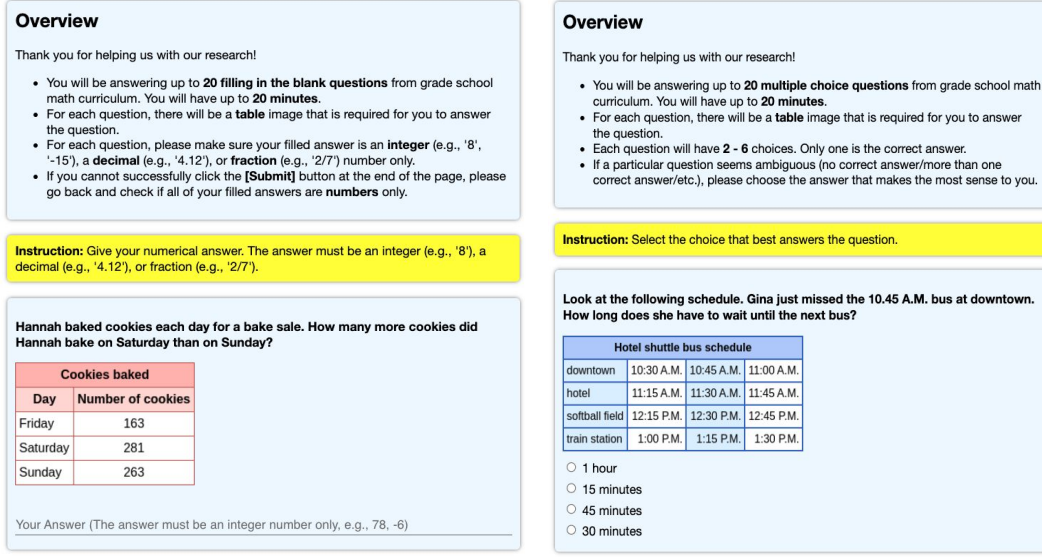 Overview
Thank you for helping us with our research!
• You will be answering up to 20 filling in the blank questions from grade school
math curriculum. You will have up to 20 minutes.
• For each question, there will be a table image that is required for you to answer
the question.
• For each question, please make sure your filled answer is an integer (e.g., '8',
'-15'), a decimal (e.g., '4.12'), or fraction (e.g., '2/7') number only.
• If you cannot successfully click the [Submit] button at the end of the page, please
go back and check if all of your filled answers are numbers only.
Instruction: Give your numerical answer. The answer must be an integer (e.g., '8'), a
decimal (e.g., '4.12'), or fraction (e.g., '2/7').
Hannah baked cookies each day for a bake sale. How many more cookies did
Hannah bake on Saturday than on Sunday?
Cookies baked
Day Number of cookies
Friday 163
Saturday 281
Sunday 263
Your Answer (The answer must be an integer number only, e.g., 78, -6)
Overview
Thank you for helping us with our research!
• You will be answering up to 20 multiple choice questions from grade school math
curriculum. You will have up to 20 minutes.
• For each question, there will be a table image that is required for you to answer
the question.
• Each question will have 2 - 6 choices. Only one is the correct answer.
• If a particular question seems ambiguous (no correct answer/more than one
correct answer/etc.), please choose the answer that makes the most sense to you.
Instruction: Select the choice that best answers the question.
Look at the following schedule. Gina just missed the 10.45 A.M. bus at downtown.
How long does she have to wait until the next bus?
Hotel shuttle bus schedule
downtown 10:30 A.M. 10:45 A.M. 11:00 A.M.
hotel 11:15 A.M. 11:30 A.M. 11:45 A.M.
softball field 12:15 P.M. 12:30 P.M. 12:45 P.M.
train station 1:00 P.M. 1:15 P.M. 1:30 P.M.
1 hour
15 minutes
45 minutes
30 minutes